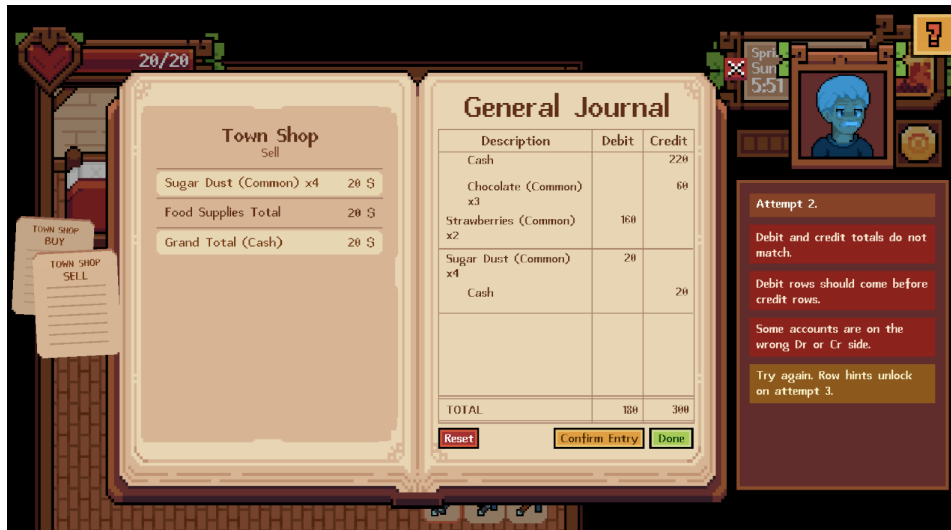 20/20
Spri
Sun
5:51
Town Shop
Sell
Sugar Dust (Common) x4 20 $
Food Supplies Total 20 $
Grand Total (Cash) 20 $
TOWN SHOP
BUY
TOWN SHOP
SELL
General Journal
Description Debit Credit
Cash 220
Chocolate (Common) 60
x3
Strawberries (Common) 160
x2
Sugar Dust (Common) 20
x4
Cash 20
TOTAL 180 300
Reset Confirm Entry Done
?
Attempt 2.
Debit and credit totals do not
match.
Debit rows should come before
credit rows.
Some accounts are on the
wrong Dr or Cr side.
Try again. Row hints unlock
on attempt 3.